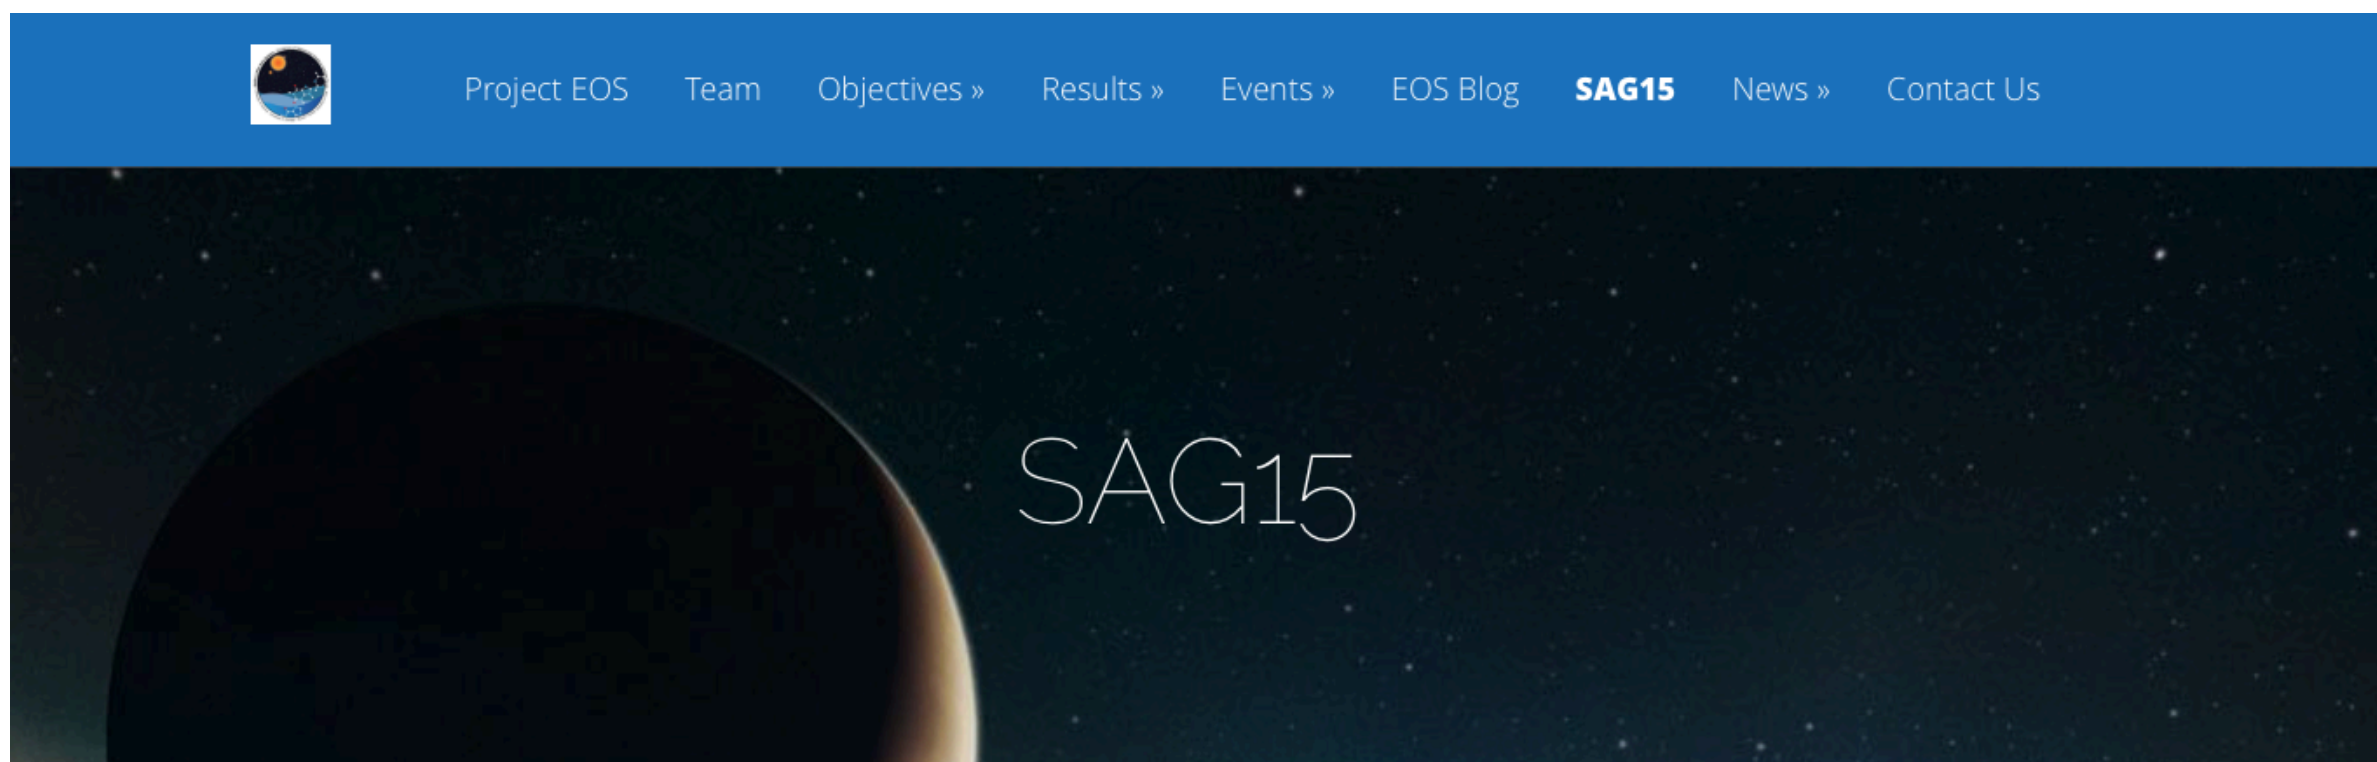 Project EOS Team Objectives » Results » Events » EOS Blog SAG15 News » Contact Us
SAG15